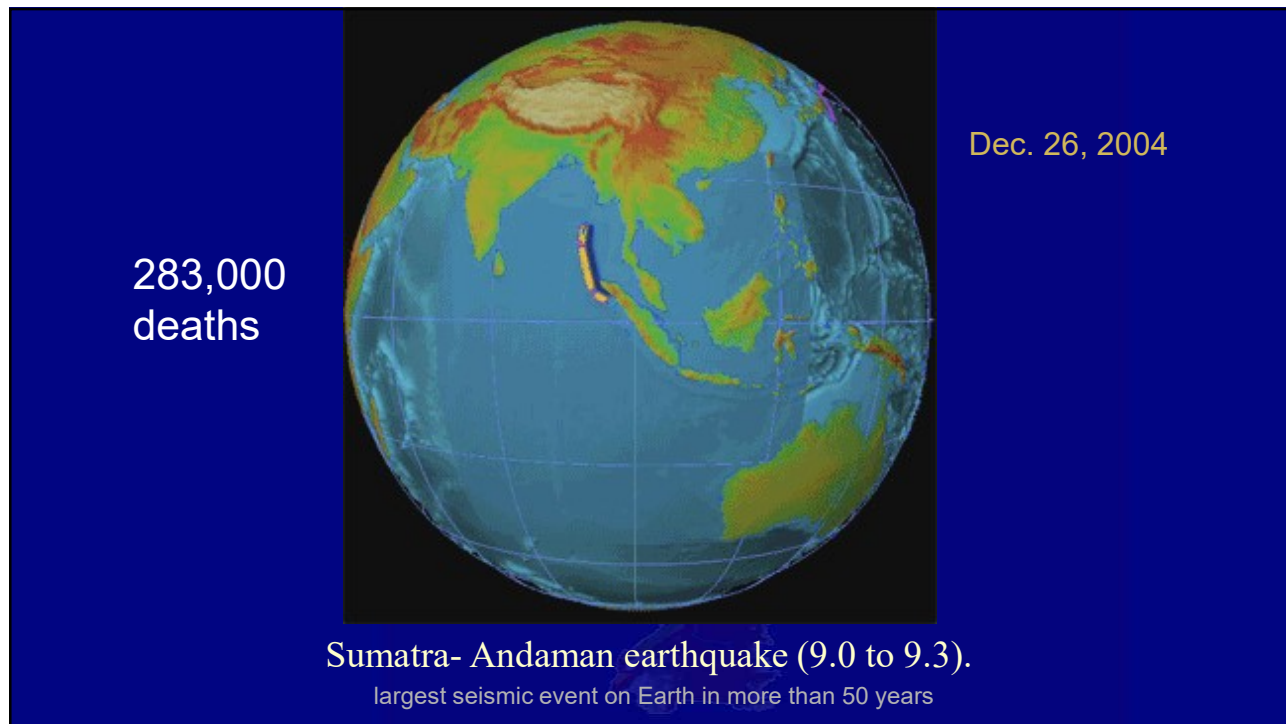 Dec. 26, 2004
283,000
deaths
Sumatra- Andaman earthquake (9.0 to 9.3).
largest seismic event on Earth in more than 50 years